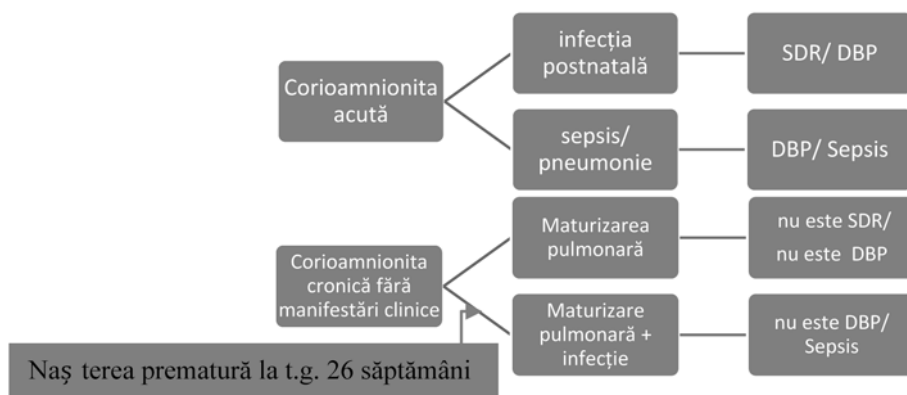 Corioamnionita
acută
infecția
postnatală
SDR/ DBP
sepsis/
pneumonie
DBP/ Sepsis
Corioamnionita
cronică fără
manifestări clinice
Maturizarea
pulmonară
nu este SDR/
nu este DBP
Maturizare
pulmonară +
infecție
nu este DBP/
Sepsis
Naș terea prematură la t.g. 26 săptămâni